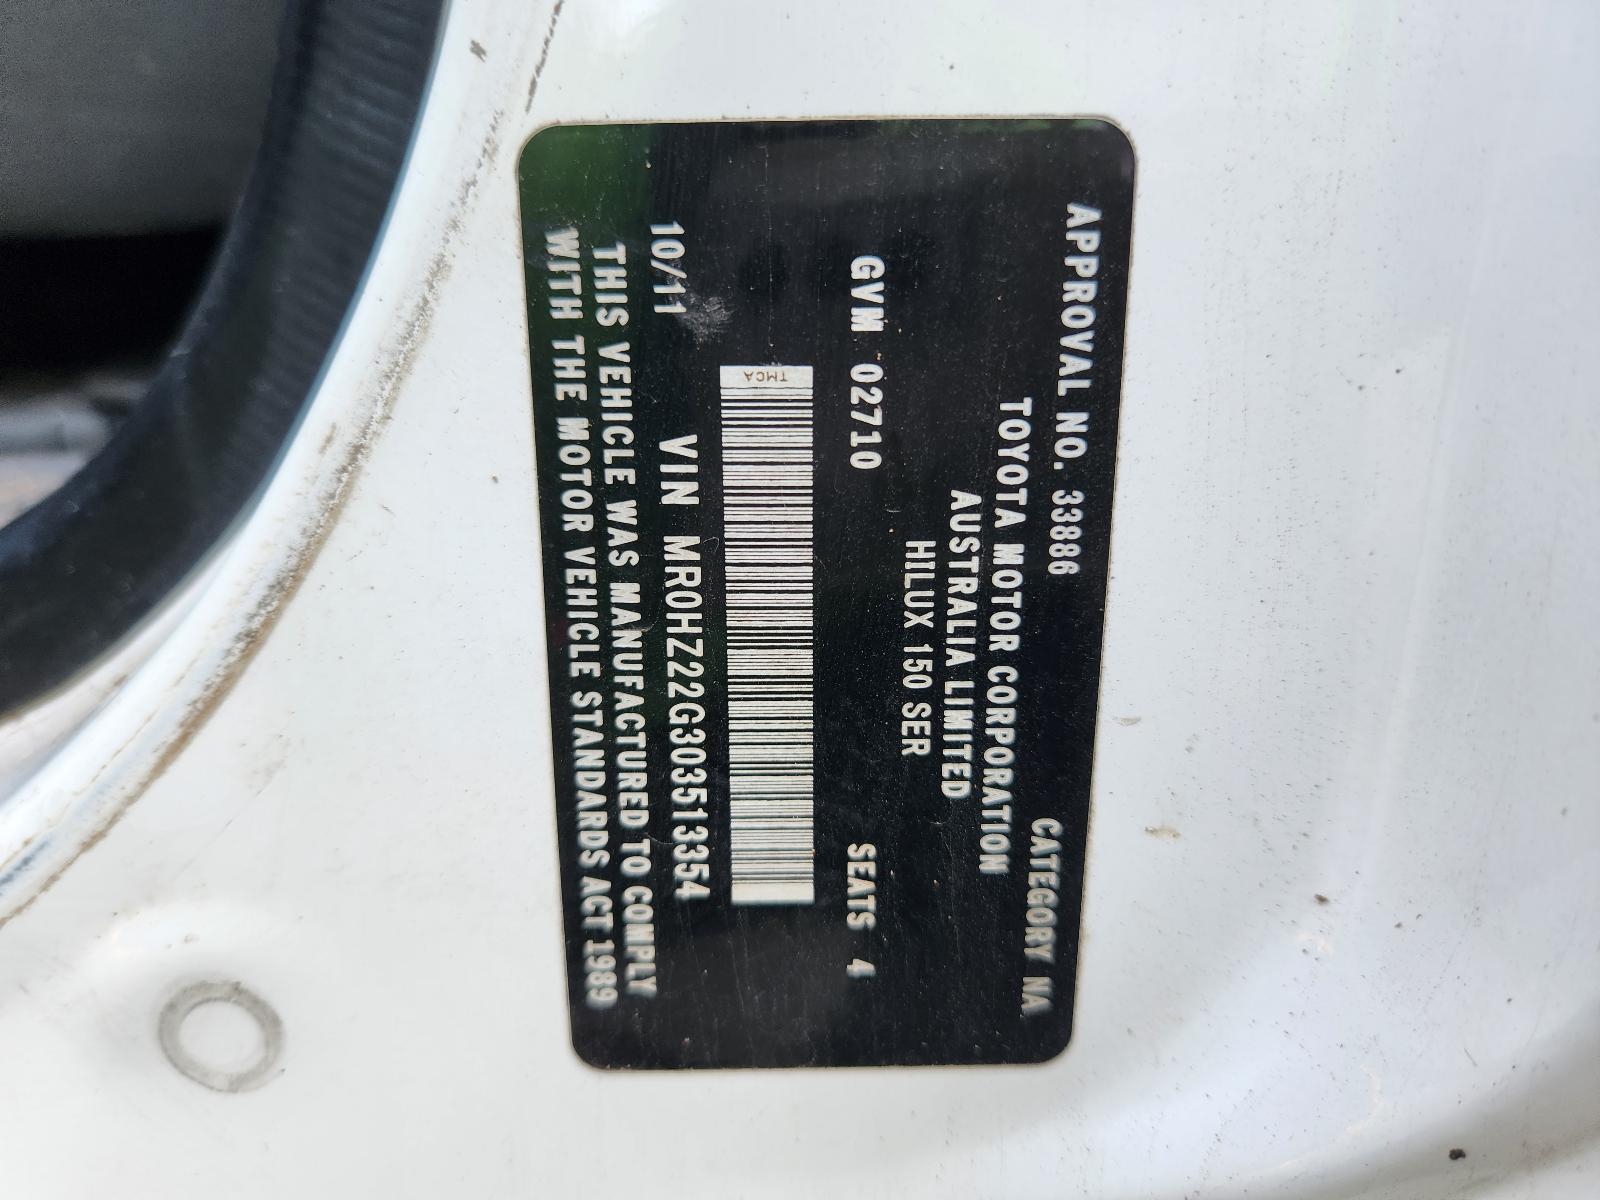 APPROVAL NO. 33886 CATEGORY NA
TOYOTA MOTOR CORPORATION
AUSTRALIA LIMITED
HILUX 150 SER
GVM 02710 SEATS 4
TMCA
10/11 VIN MR0HZ22G303513354
THIS VEHICLE WAS MANUFACTURED TO COMPLY
WITH THE MOTOR VEHICLE STANDARDS ACT 1989